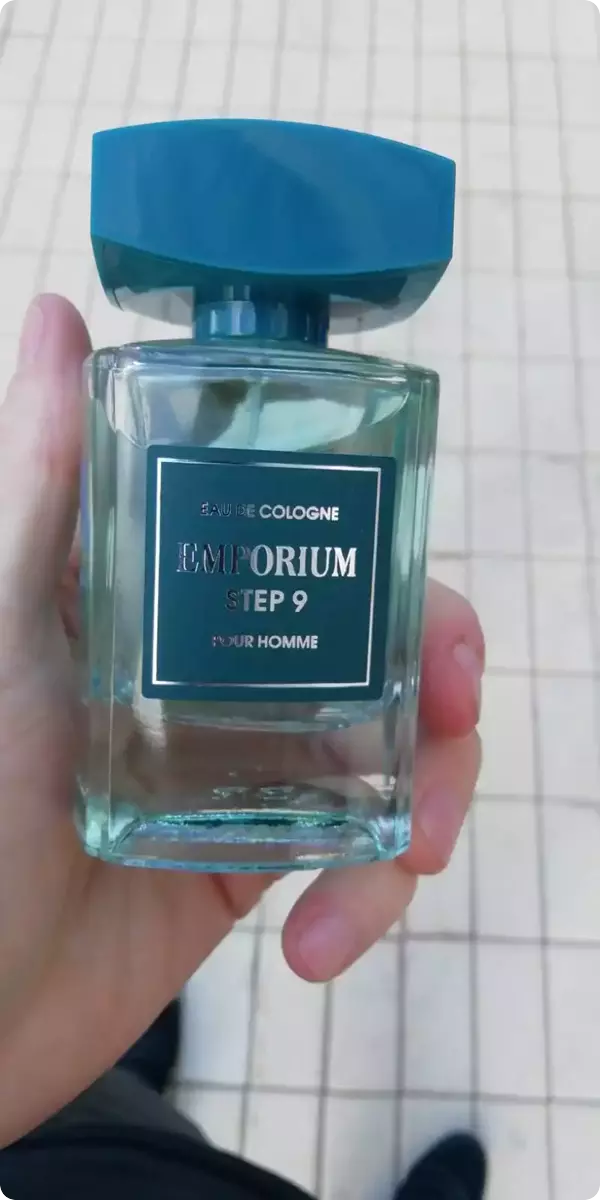 EAU DE COLOGNE
EMPORIUM
STEP 9
POUR HOMME